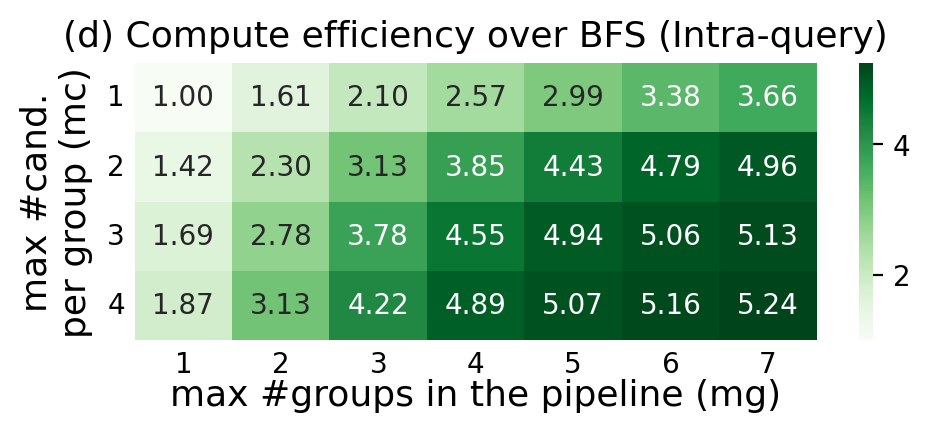 (d) Compute efficiency over BFS (Intra-query)
max #cand.
per group (mc)
1 1.00 1.61 2.10 2.57 2.99 3.38 3.66
2 1.42 2.30 3.13 3.85 4.43 4.79 4.96
3 1.69 2.78 3.78 4.55 4.94 5.06 5.13
4 1.87 3.13 4.22 4.89 5.07 5.16 5.24
1 2 3 4 5 6 7
max #groups in the pipeline (mg)
4
2